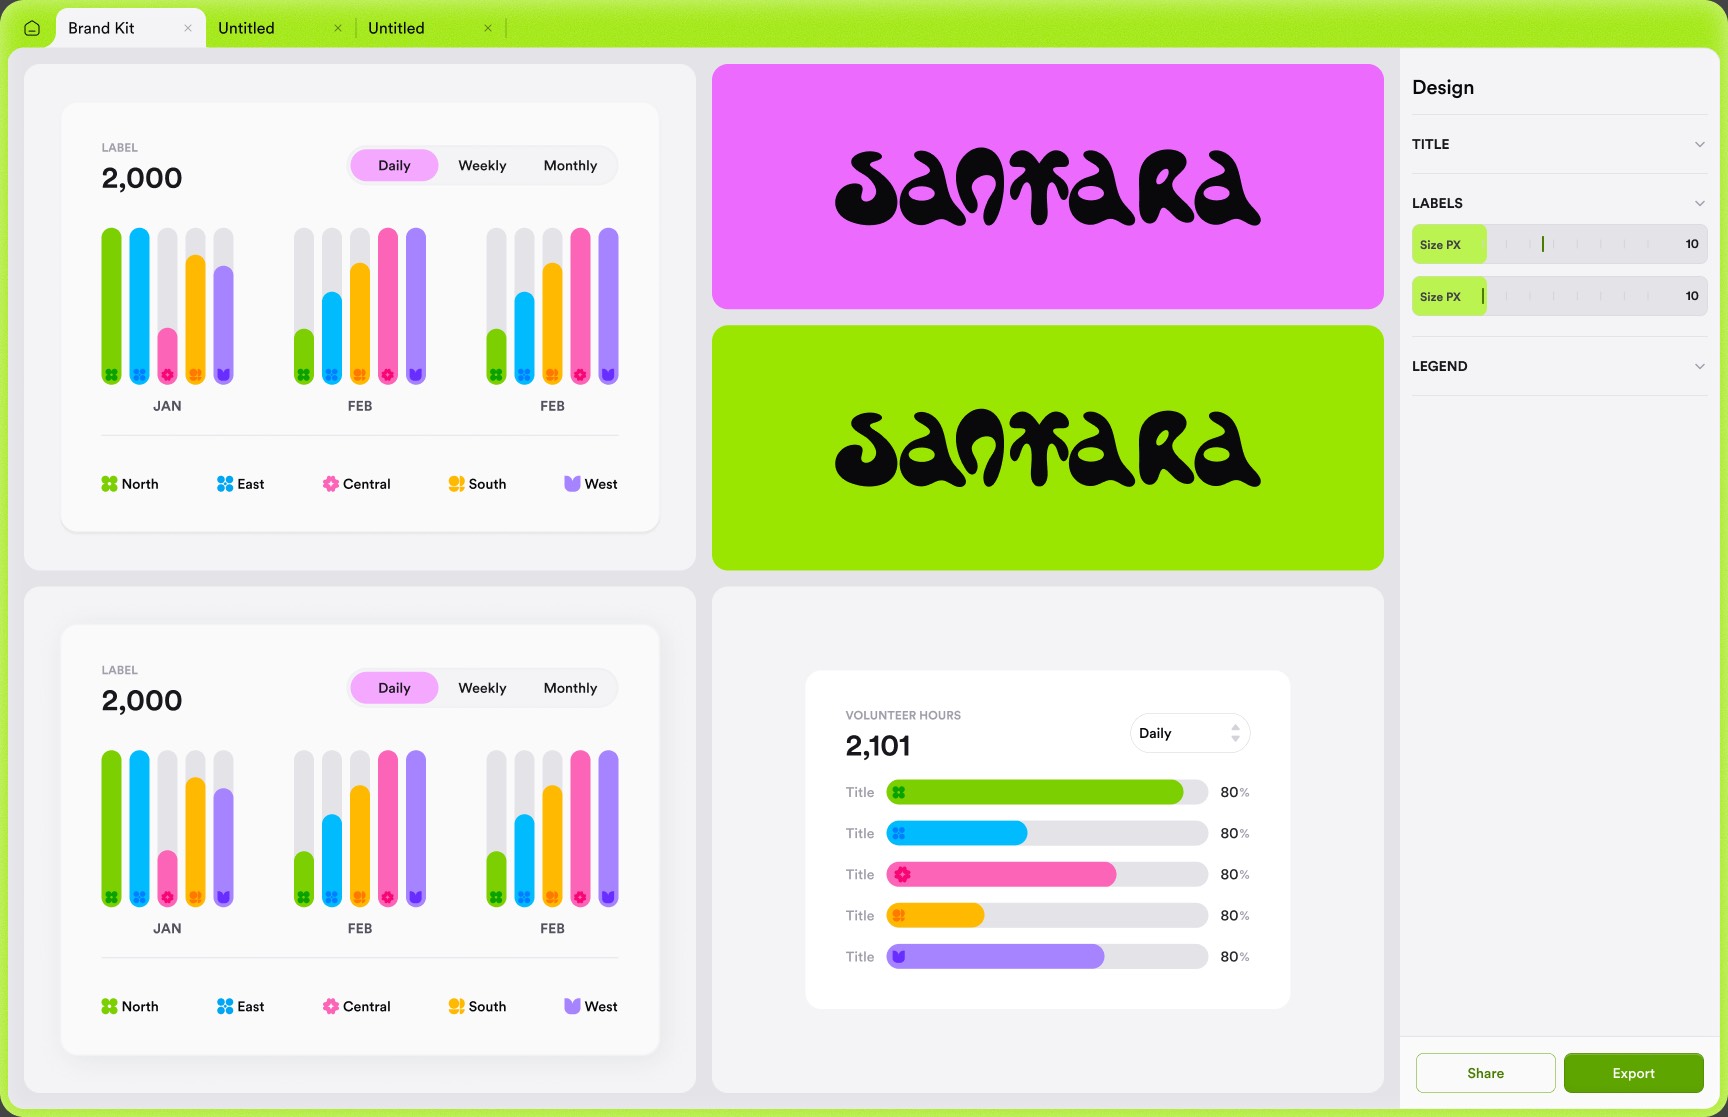 Brand Kit
Untitled
Untitled
LABEL
2,000
Daily Weekly Monthly
JAN FEB FEB
North East Central South West
SANTARA
SANTARA
LABEL
2,000
Daily Weekly Monthly
JAN FEB FEB
North East Central South West
VOLUNTEER HOURS
2,101
Daily
Title 80%
Title 80%
Title 80%
Title 80%
Title 80%
Design
TITLE
LABELS
Size PX 10
Size PX 10
LEGEND
Share
Export